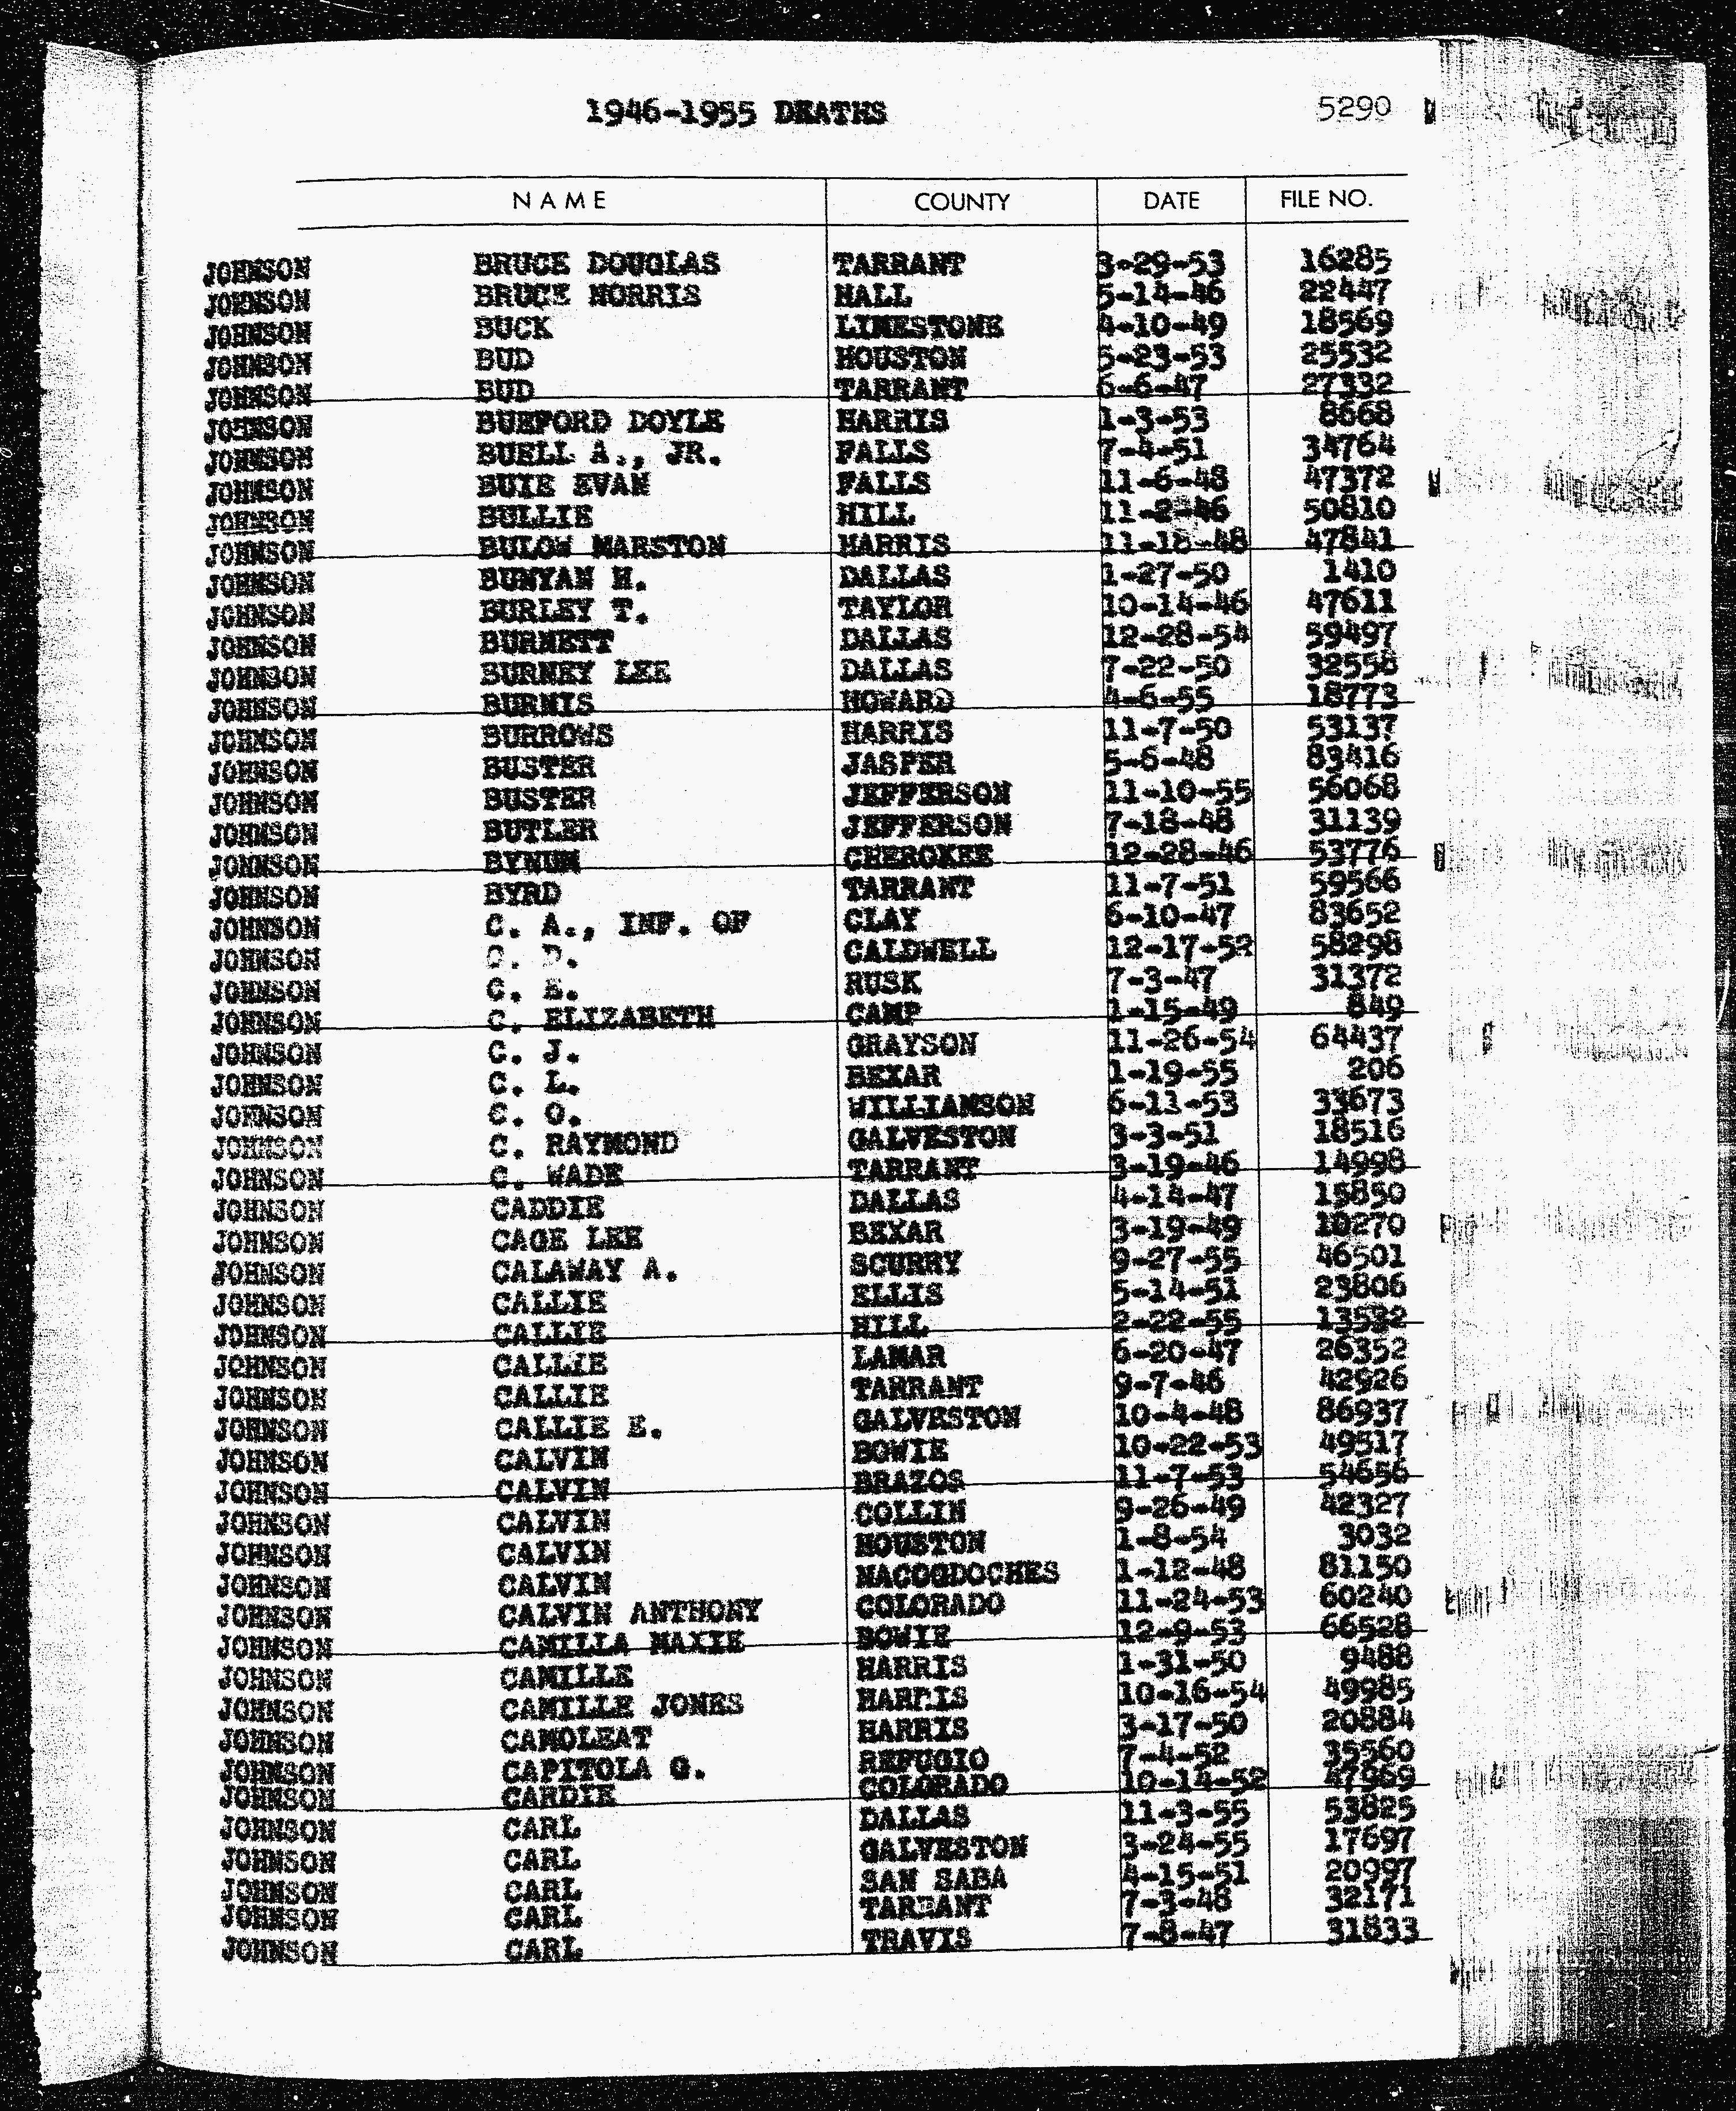 1946-1955 DEATHS 5290
NAME COUNTY DATE FILE NO.
JOHNSON BRUCE DOUGLAS TARRANT 3-29-53 16285
JOHNSON BRUCE NORRIS HALL 5-14-46 22447
JOHNSON BUCK LIMESTONE 4-10-49 18569
JOHNSON BUD HOUSTON 5-23-53 25532
JOHNSON BUD TARRANT 6-6-47 27332
JOHNSON BUEFORD DOYLE HARRIS 1-3-53 8668
JOHNSON BUELL A., JR. FALLS 7-4-51 34764
JOHNSON BUIE EVAN FALLS 11-6-48 47372
JOHNSON BULLIE HILL 11-2-46 50810
JOHNSON BULOW MARSTON HARRIS 11-18-48 47841
JOHNSON BUNYAN H. DALLAS 1-27-50 1410
JOHNSON BURLEY T. TAYLOR 10-14-46 47611
JOHNSON BURNETT DALLAS 12-28-54 59497
JOHNSON BURNEY LEE DALLAS 7-22-50 32558
JOHNSON BURNIS HOWARD 4-6-55 18773
JOHNSON BURROWS HARRIS 11-7-50 53137
JOHNSON BUSTER JASPER 5-6-48 83416
JOHNSON BUSTER JEFFERSON 11-10-55 56068
JOHNSON BUTLER JEFFERSON 7-18-48 31139
JOHNSON BYNUM CHEROKEE 12-28-46 53776
JOHNSON BYRD TARRANT 11-7-51 59566
JOHNSON C. A., INF. OF CLAY 6-10-47 83652
JOHNSON C. D. CALDWELL 12-17-52 58298
JOHNSON C. E. RUSK 7-3-47 31372
JOHNSON C. ELIZABETH CAMP 1-15-49 849
JOHNSON C. J. GRAYSON 11-26-54 64437
JOHNSON C. L. BEXAR 1-19-55 206
JOHNSON C. O. WILLIAMSON 6-11-53 33673
JOHNSON C. RAYMOND GALVESTON 3-3-51 18516
JOHNSON C. WADE TARRANT 3-19-46 14998
JOHNSON CADDIE DALLAS 4-14-47 15850
JOHNSON CAGE LEE BEXAR 3-19-49 10270
JOHNSON CALAWAY A. SCURRY 9-27-55 46501
JOHNSON CALLIE ELLIS 5-14-51 23806
JOHNSON CALLIE HILL 2-22-55 13532
JOHNSON CALLIE LAMAR 6-20-47 26352
JOHNSON CALLIE TARRANT 9-7-46 42926
JOHNSON CALLIE E. GALVESTON 10-4-48 86937
JOHNSON CALVIN BOWIE 10-22-53 49517
JOHNSON CALVIN BRAZOS 11-7-53 54656
JOHNSON CALVIN COLLIN 9-26-49 42327
JOHNSON CALVIN HOUSTON 1-8-54 3032
JOHNSON CALVIN NACOGDOCHES 1-12-48 81150
JOHNSON CALVIN ANTHONY COLORADO 11-24-53 60240
JOHNSON CAMILLA MAXIE BOWIE 12-9-53 66528
JOHNSON CAMILLE HARRIS 1-31-50 9488
JOHNSON CAMILLE JONES HARRIS 10-16-54 49985
JOHNSON CAMOLEAT HARRIS 3-17-50 20884
JOHNSON CAPITOLA G. REFUGIO 7-4-52 35560
JOHNSON CARDIE COLORADO 10-14-52 47969
JOHNSON CARL DALLAS 11-3-55 53825
JOHNSON CARL GALVESTON 3-24-55 17697
JOHNSON CARL SAN SABA 4-15-51 20997
JOHNSON CARL TARRANT 7-3-48 32171
JOHNSON CARL TRAVIS 7-8-47 31833